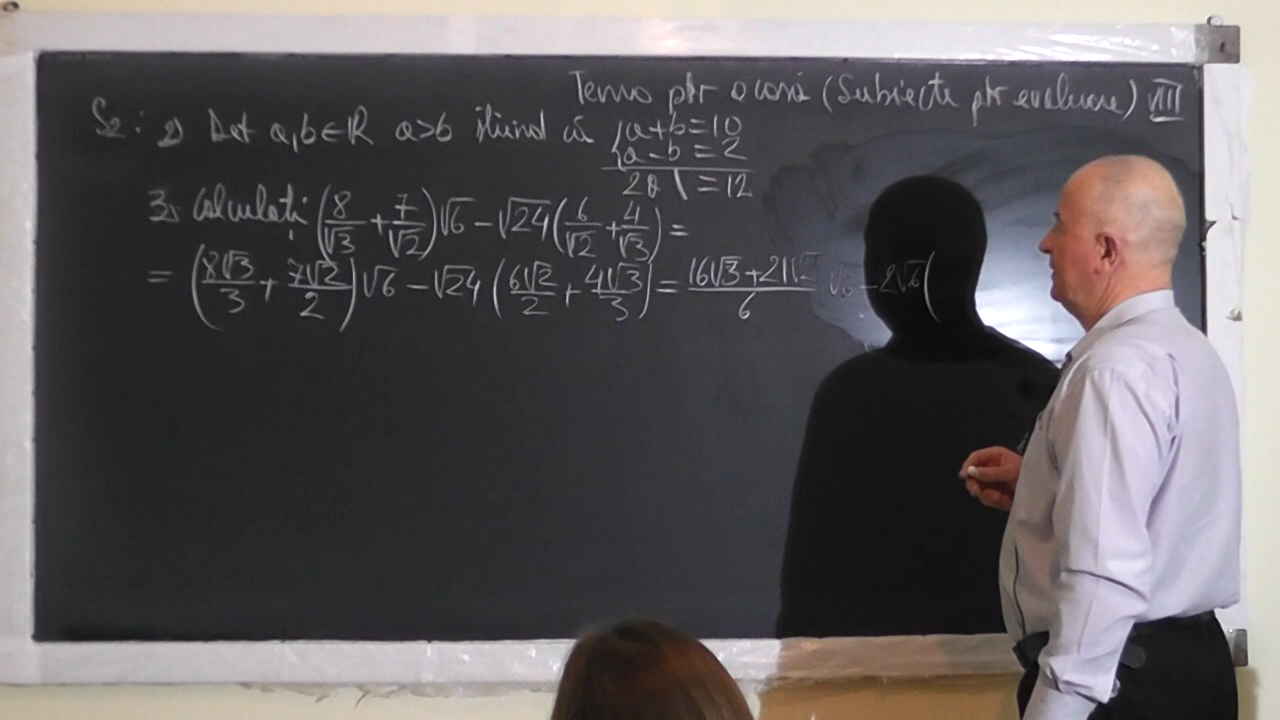 Tema ptr acasă (Subiecte ptr evaluare) VIII
S2: 2) Det a,b∈R a>b știind că {a+b=10
a-b=2
2a \ =12
3. Calculați (8/√3 + 7/√2)√6 - √24(6/√2 + 4/√3) =
= (8√3/3 + 7√2/2)√6 - √24(6√2/2 + 4√3/3) = (16√3+21√2)/6 √6 - 2√6(